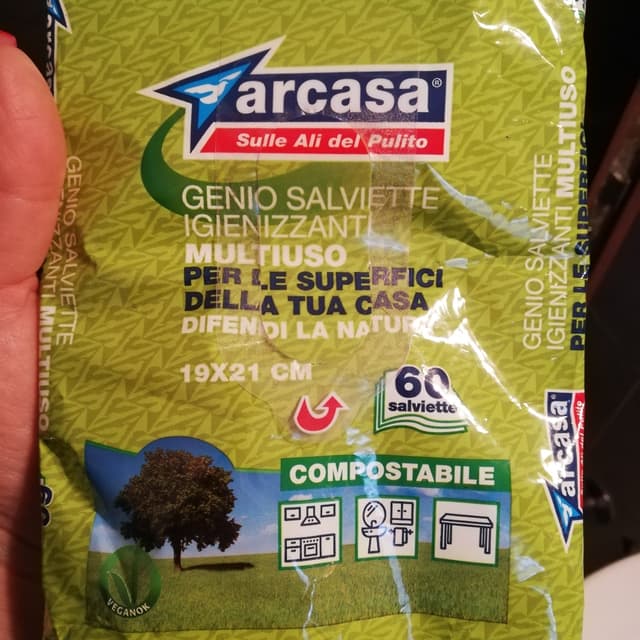 arcasa®
Sulle Ali del Pulito
GENIO SALVIETTE
IGIENIZZANTI
MULTIUSO
PER LE SUPERFICI
DELLA TUA CASA
DIFENDI LA NATURA
19X21 CM
60
salviette
COMPOSTABILE
VEGANOK
GENIO SALVIETTE
IGIENIZZANTI MULTIUSO
60
GENIO SALVIETTE
IGIENIZZANTI MULTIUSO
PER LE SUPERFICI
arcasa®